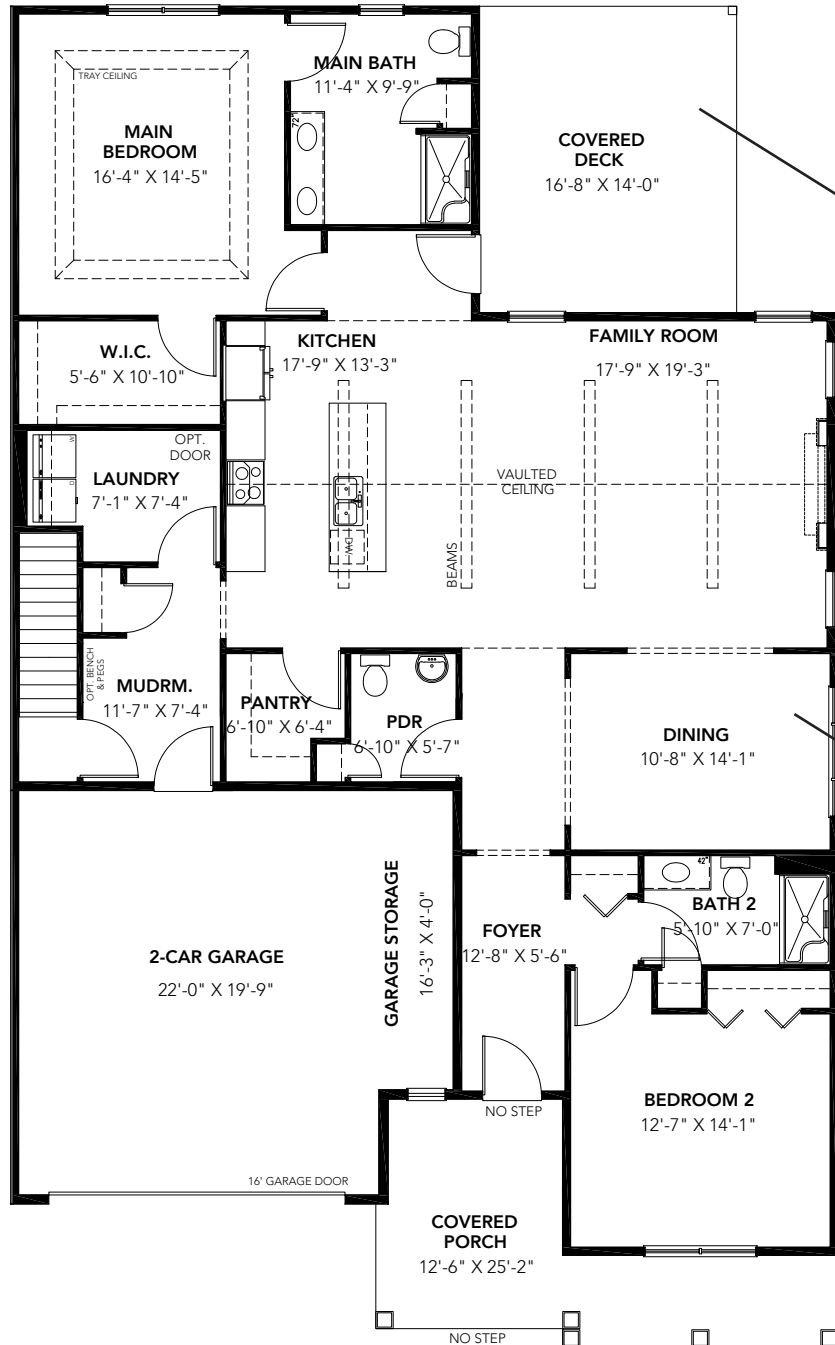 MAIN BATH
11'-4" X 9'-9"
TRAY CEILING
72"
MAIN
BEDROOM
16'-4" X 14'-5"
COVERED
DECK
16'-8" X 14'-0"
W.I.C.
5'-6" X 10'-10"
KITCHEN
17'-9" X 13'-3"
FAMILY ROOM
17'-9" X 19'-3"
OPT.
DOOR
W
D
LAUNDRY
7'-1" X 7'-4"
VAULTED
CEILING
DW
BEAMS
OPT. BENCH
& PEGS
MUDRM.
11'-7" X 7'-4"
PANTRY
6'-10" X 6'-4"
PDR
6'-10" X 5'-7"
DINING
10'-8" X 14'-1"
42"
BATH 2
5'-10" X 7'-0"
FOYER
12'-8" X 5'-6"
GARAGE STORAGE
16'-3" X 4'-0"
2-CAR GARAGE
22'-0" X 19'-9"
BEDROOM 2
12'-7" X 14'-1"
NO STEP
16' GARAGE DOOR
COVERED
PORCH
12'-6" X 25'-2"
NO STEP